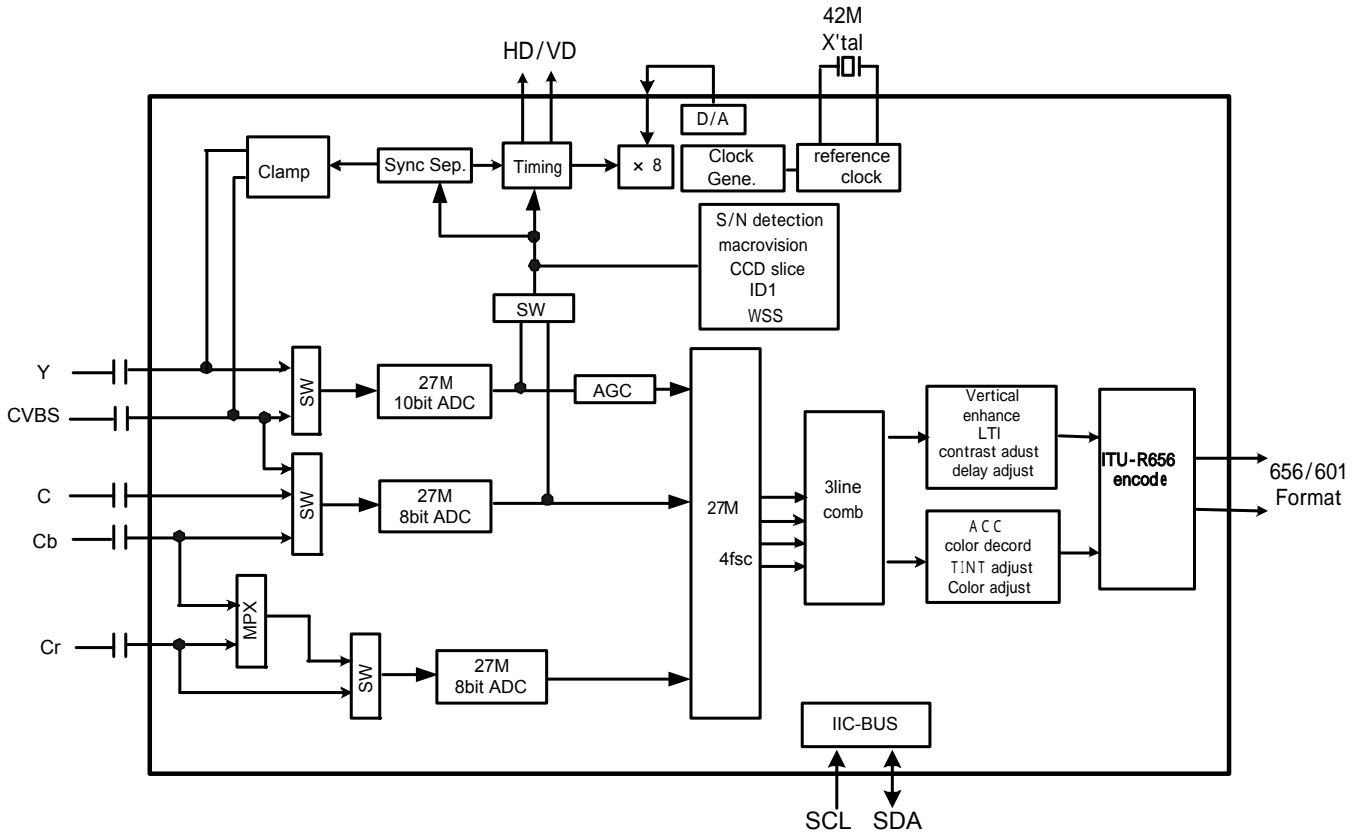 42M
X'tal
HD/VD
D/A
Clamp
Sync Sep.
Timing
× 8
Clock
Gene.
reference
clock
S/N detection
macrovision
CCD slice
ID1
WSS
SW
Y
SW
27M
10bit ADC
AGC
CVBS
C
SW
27M
8bit ADC
Cb
27M
4fsc
3line
comb
Vertical
enhance
LTI
contrast adust
delay adjust
ACC
color decord
TINT adjust
Color adjust
ITU-R656
encode
656/601
Format
MPX
Cr
SW
27M
8bit ADC
IIC-BUS
SCL
SDA